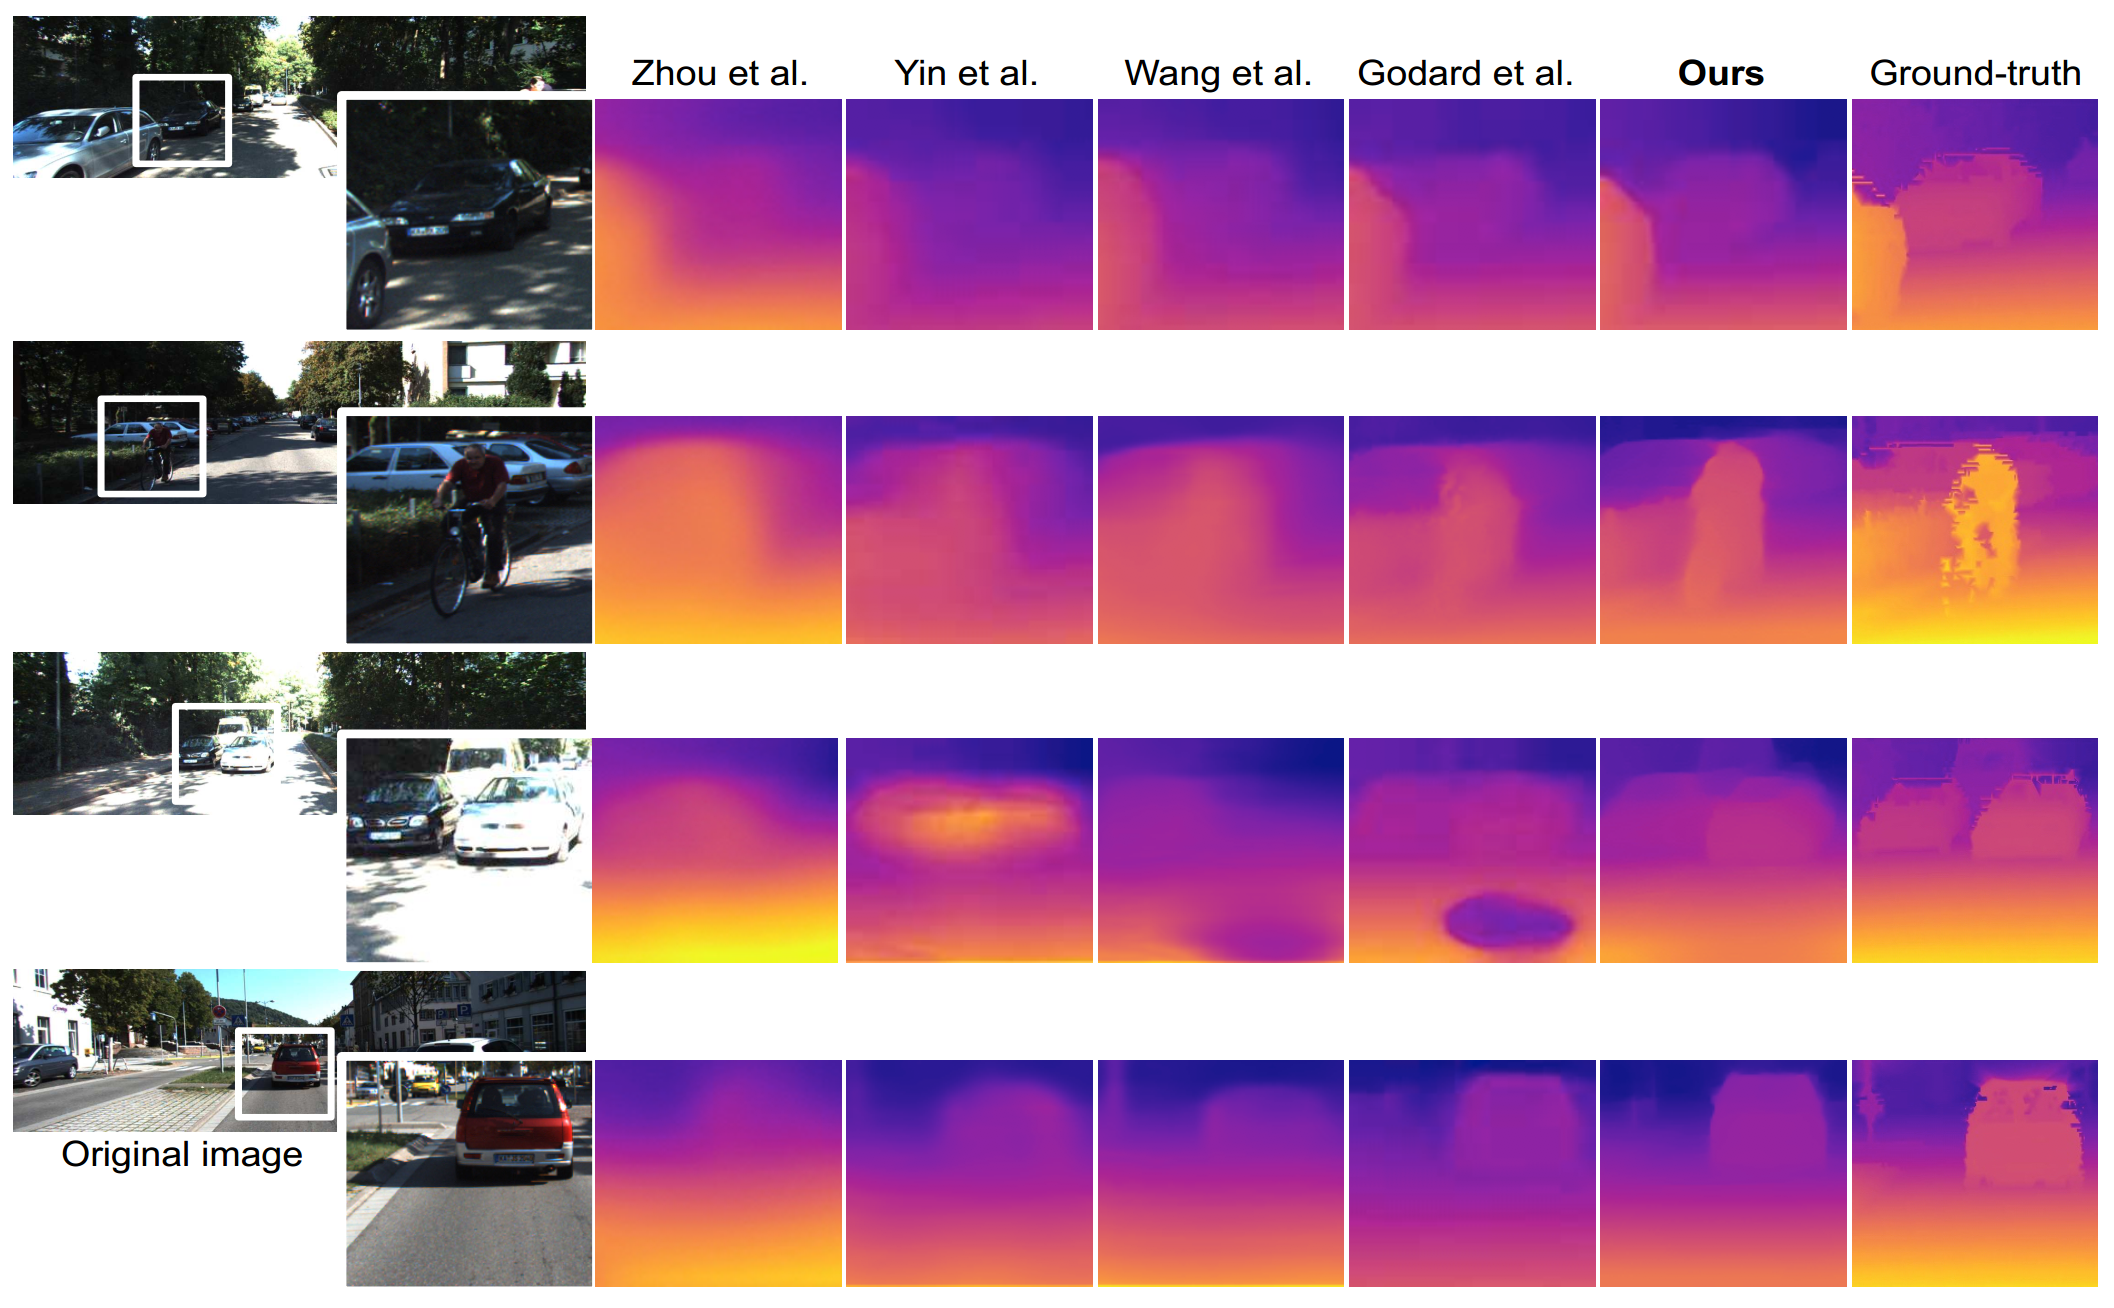 Zhou et al.
Yin et al.
Wang et al.
Godard et al.
Ours
Ground-truth
Original image